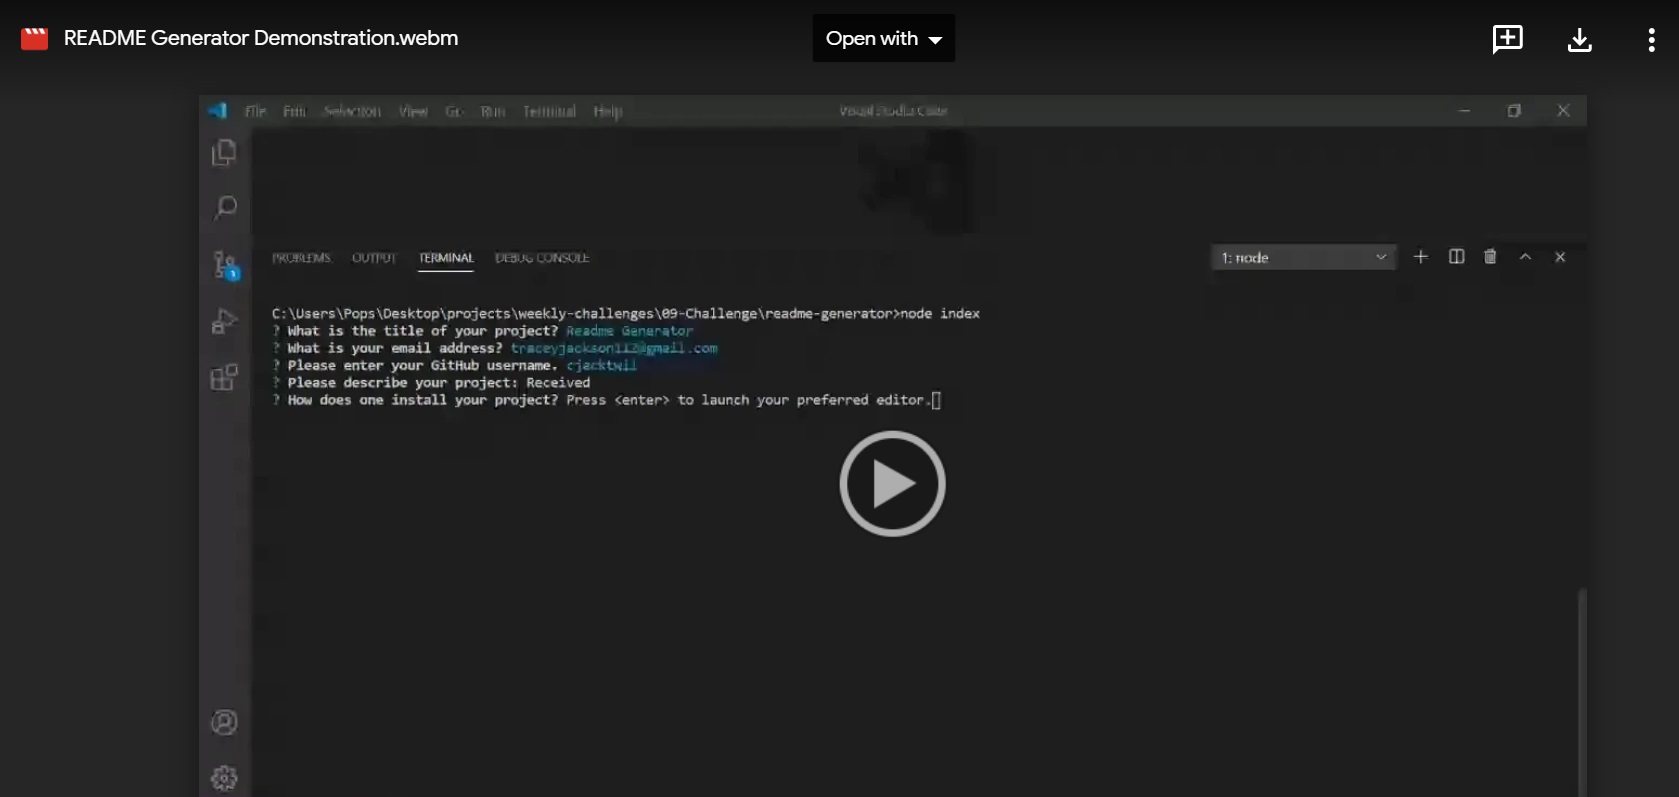 README Generator Demonstration.webm
Open with
File Edit Selection View Go Run Terminal Help
Visual Studio Code
PROBLEMS OUTPUT TERMINAL DEBUG CONSOLE
1: node
C:\Users\Pops\Desktop\projects\weekly-challenges\09-Challenge\readme-generator>node index
? What is the title of your project? Readme Generator
? What is your email address? traceyjackson112@gmail.com
? Please enter your GitHub username. cjacktwil
? Please describe your project: Received
? How does one install your project? Press <enter> to launch your preferred editor.